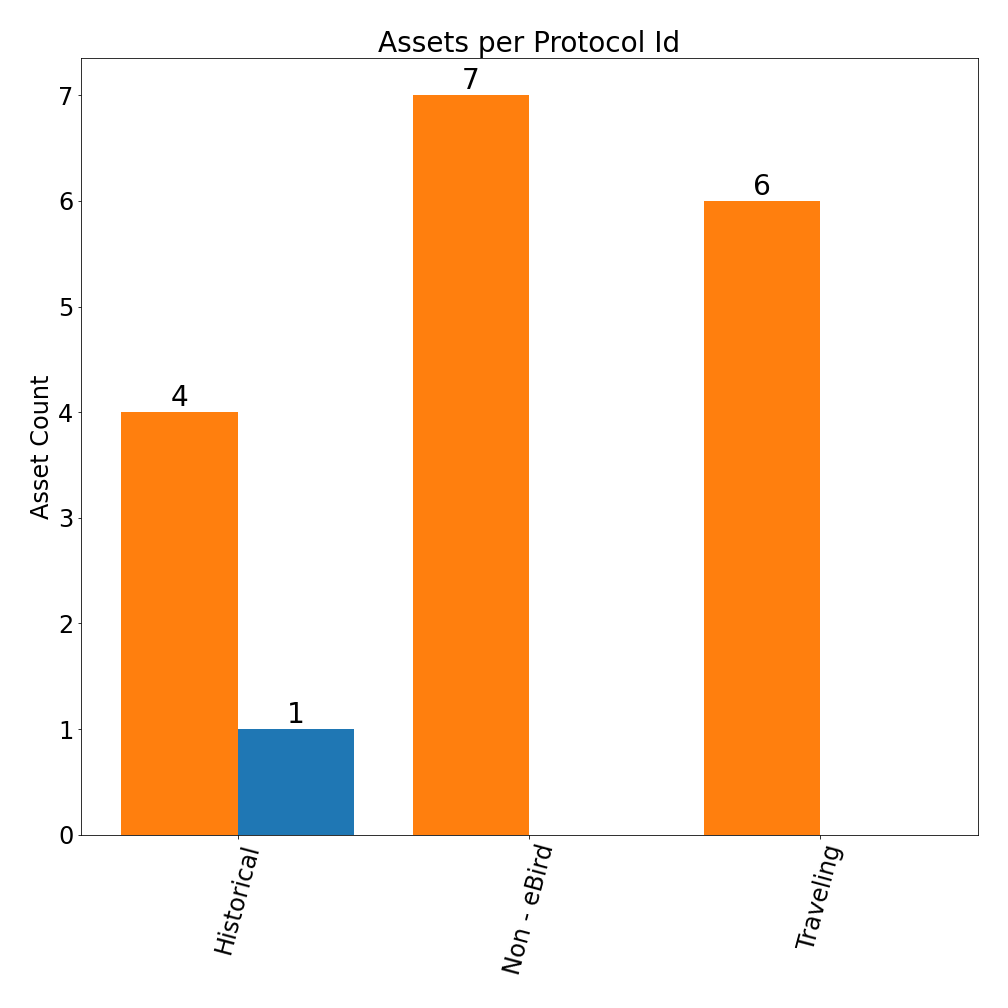 Assets per Protocol Id
Asset Count
7
6
5
4
3
2
1
0
4
1
7
6
Historical
Non - eBird
Traveling